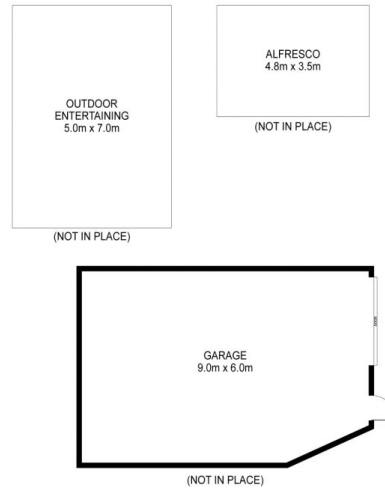 OUTDOOR
ENTERTAINING
5.0m x 7.0m
(NOT IN PLACE)
ALFRESCO
4.8m x 3.5m
(NOT IN PLACE)
GARAGE
9.0m x 6.0m
(NOT IN PLACE)